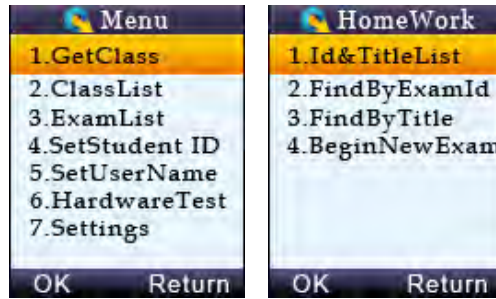 Menu
1.GetClass
2.ClassList
3.ExamList
4.SetStudent ID
5.SetUserName
6.HardwareTest
7.Settings
OK Return
HomeWork
1.Id&TitleList
2.FindByExamId
3.FindByTitle
4.BeginNewExam
OK Return